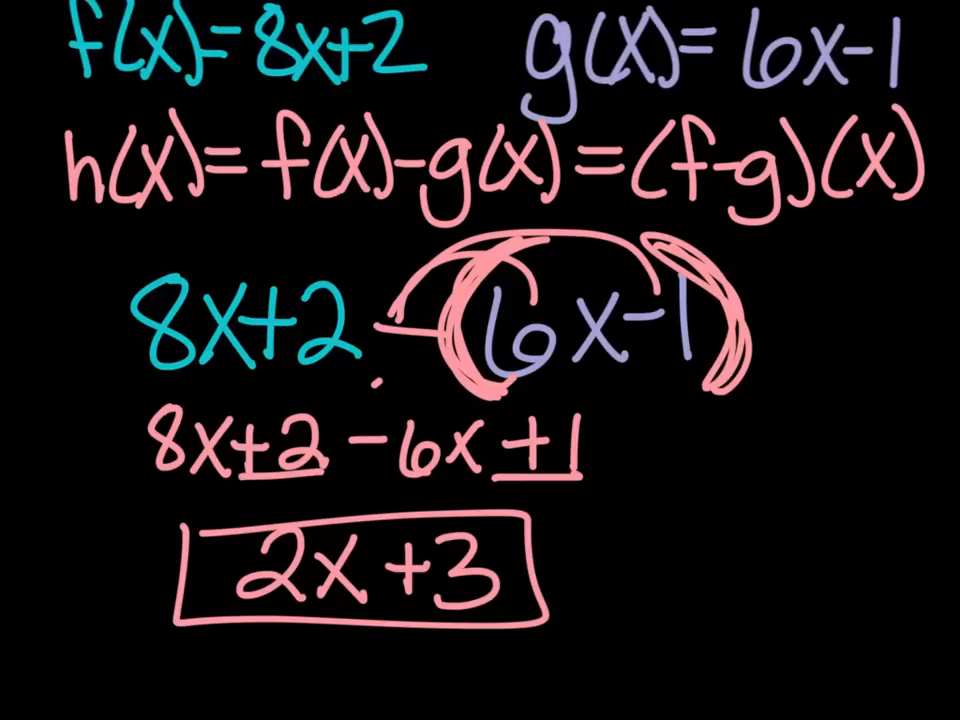 f(x)=8x+2 g(x)=6x-1
h(x)=f(x)-g(x)=(f-g)(x)
8x+2-(6x-1)
8x+2-6x+1
2x+3